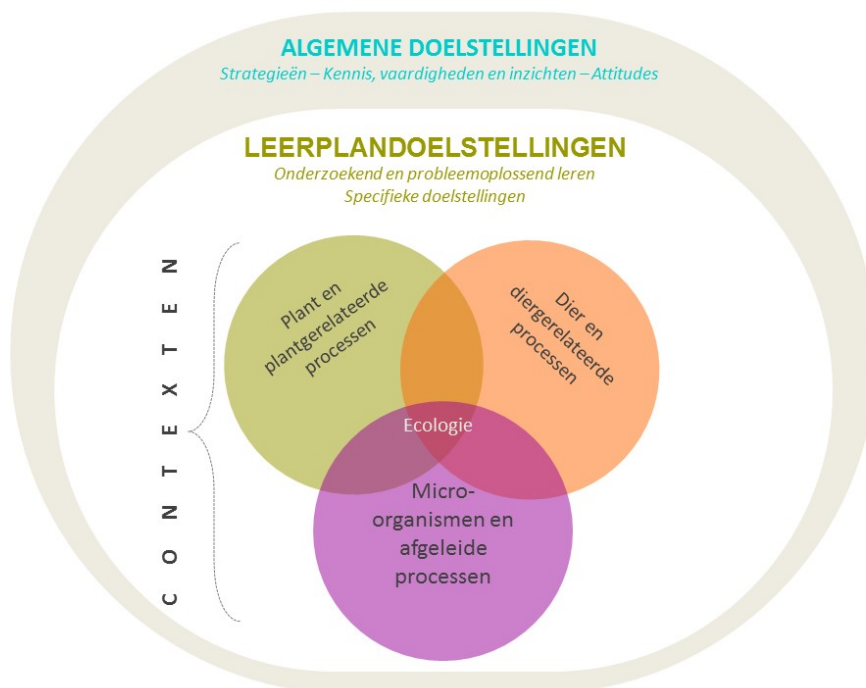 ALGEMENE DOELSTELLINGEN
Strategieën – Kennis, vaardigheden en inzichten – Attitudes
LEERPLANDOELSTELLINGEN
Onderzoekend en probleemoplossend leren
Specifieke doelstellingen
CONTEXTEN
Plant en
plantgerelateerde
processen
Dier en
diergerelateerde
processen
Ecologie
Micro-
organismen en
afgeleide
processen